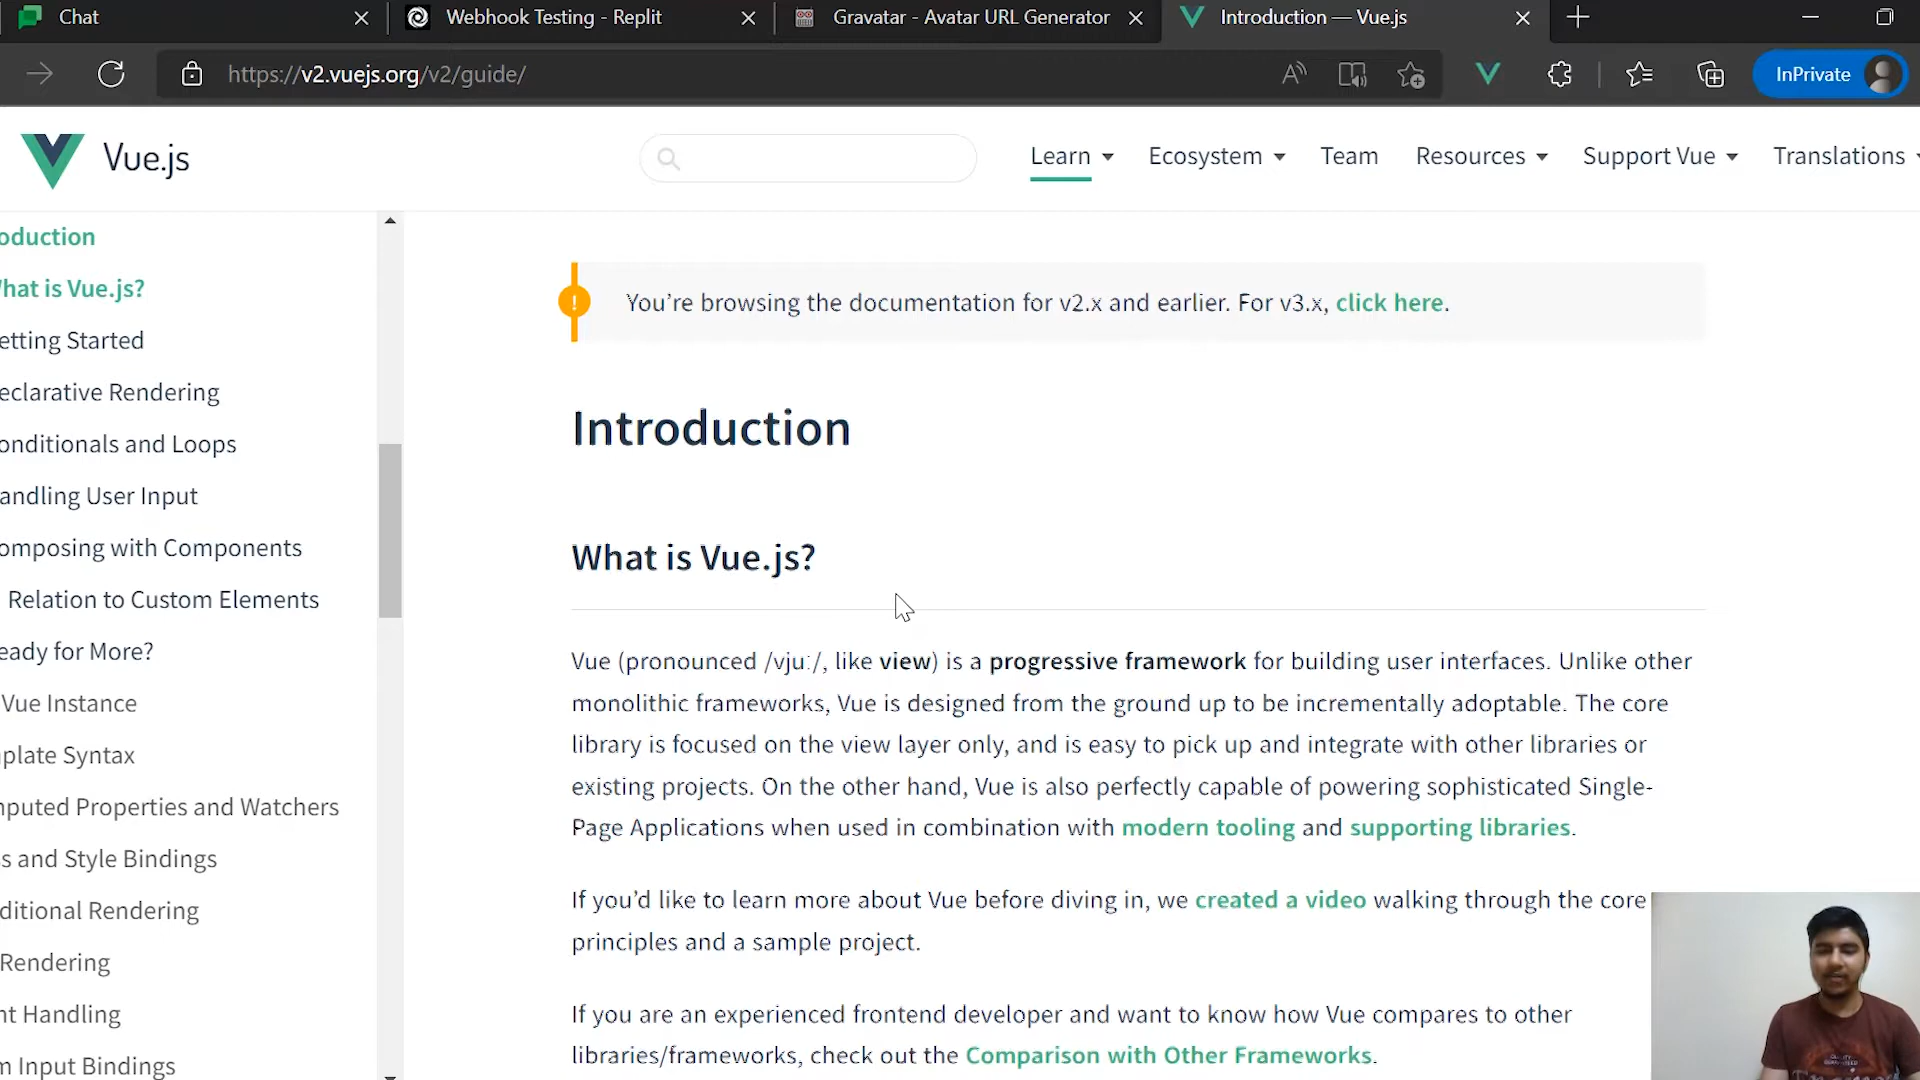 Chat
Webhook Testing - Replit
Gravatar - Avatar URL Generator
Introduction — Vue.js
https://v2.vuejs.org/v2/guide/
InPrivate
Vue.js
Learn
Ecosystem
Team
Resources
Support Vue
Translations
oduction
hat is Vue.js?
etting Started
eclarative Rendering
onditionals and Loops
andling User Input
omposing with Components
Relation to Custom Elements
eady for More?
Vue Instance
plate Syntax
mputed Properties and Watchers
s and Style Bindings
ditional Rendering
Rendering
nt Handling
m Input Bindings
You're browsing the documentation for v2.x and earlier. For v3.x, click here.
Introduction
What is Vue.js?
Vue (pronounced /vjuː/, like view) is a progressive framework for building user interfaces. Unlike other
monolithic frameworks, Vue is designed from the ground up to be incrementally adoptable. The core
library is focused on the view layer only, and is easy to pick up and integrate with other libraries or
existing projects. On the other hand, Vue is also perfectly capable of powering sophisticated Single-
Page Applications when used in combination with modern tooling and supporting libraries.
If you'd like to learn more about Vue before diving in, we created a video walking through the core
principles and a sample project.
If you are an experienced frontend developer and want to know how Vue compares to other
libraries/frameworks, check out the Comparison with Other Frameworks.